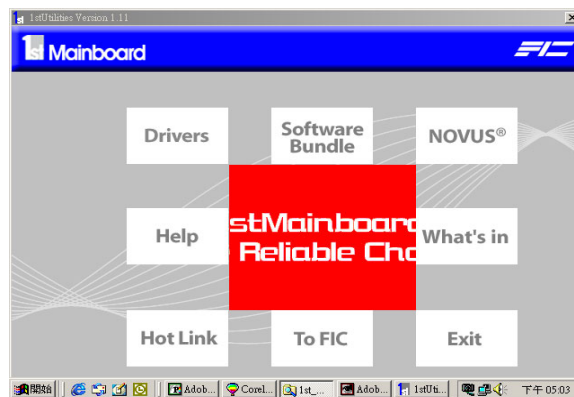 1stUtilities Version 1.11
1st Mainboard
FIC
Drivers
Software
Bundle
NOVUS®
stMainboard
Reliable Cho
Help
What's in
Hot Link
To FIC
Exit
開始
Adob...
Corel...
1st_...
Adob...
1stUti...
下午 05:03